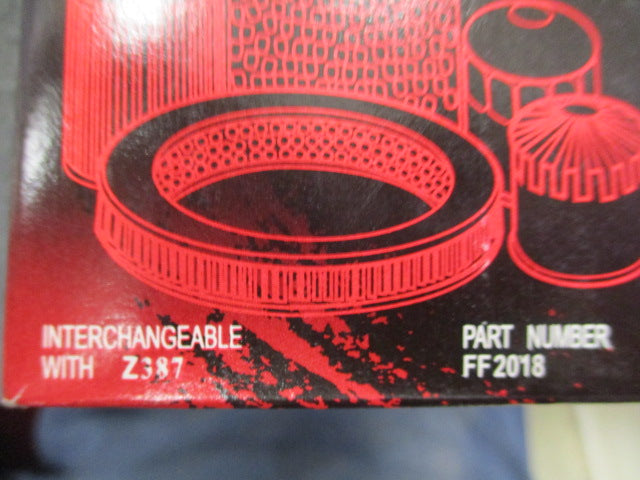 INTERCHANGEABLE
WITH Z387
PART NUMBER
FF2018